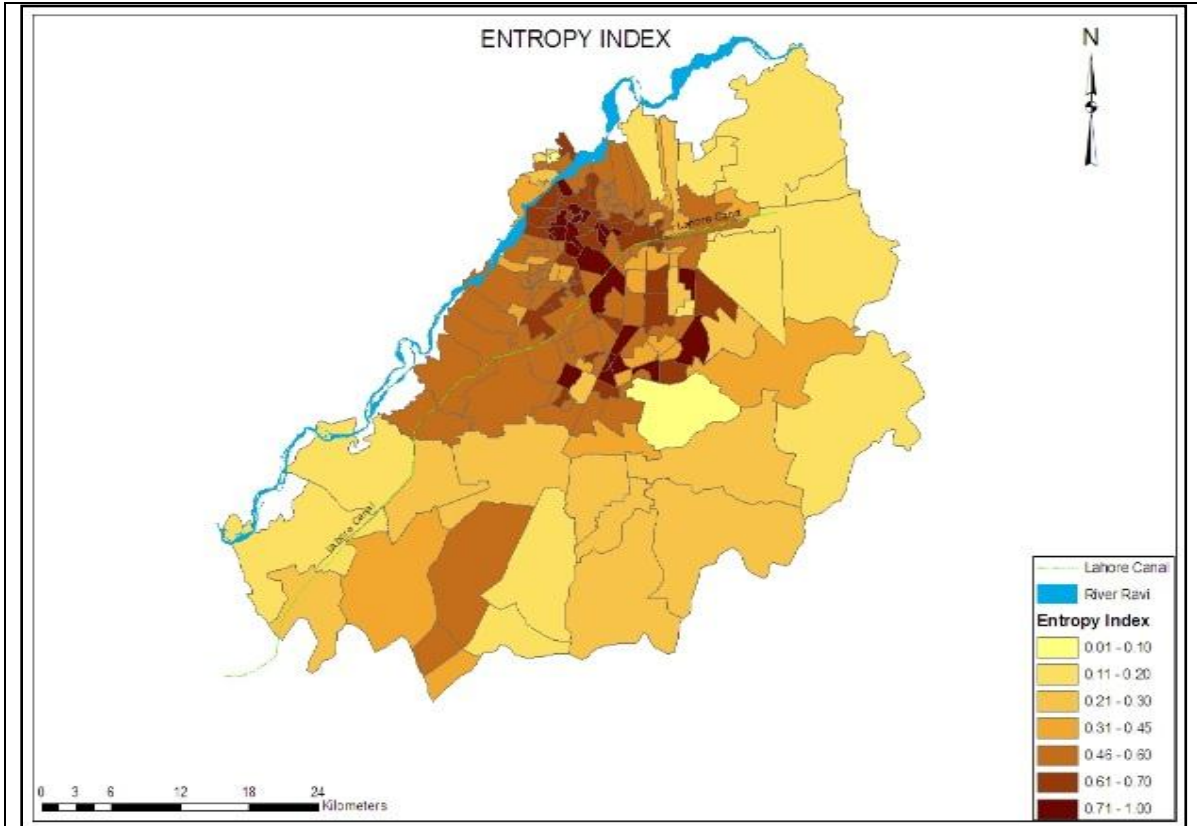 ENTROPY INDEX
N
Lahore Canal
Lahore Canal
Lahore Canal
River Ravi
Entropy Index
0.01 - 0.10
0.11 - 0.20
0.21 - 0.30
0.31 - 0.45
0.46 - 0.60
0.61 - 0.70
0.71 - 1.00
0 3 6 12 18 24
Kilometers